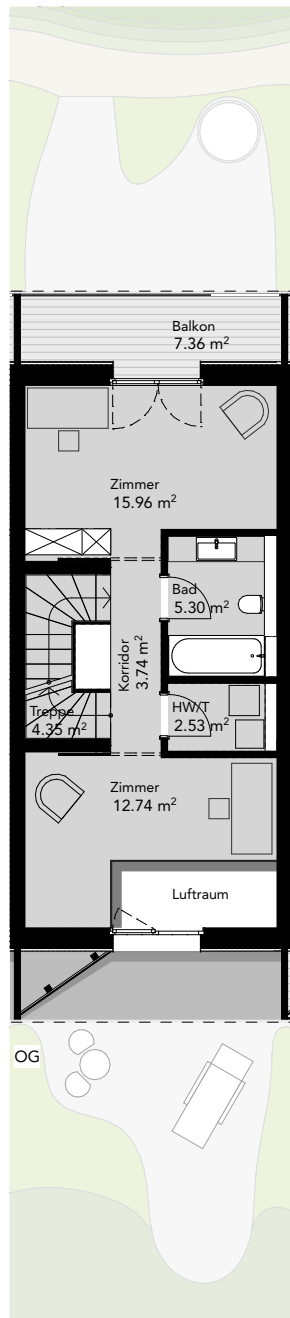 Balkon
7.36 m²
Zimmer
15.96 m²
Bad
5.30 m²
Korridor
3.74 m²
Treppe
4.35 m²
HW/T
2.53 m²
Zimmer
12.74 m²
Luftraum
OG